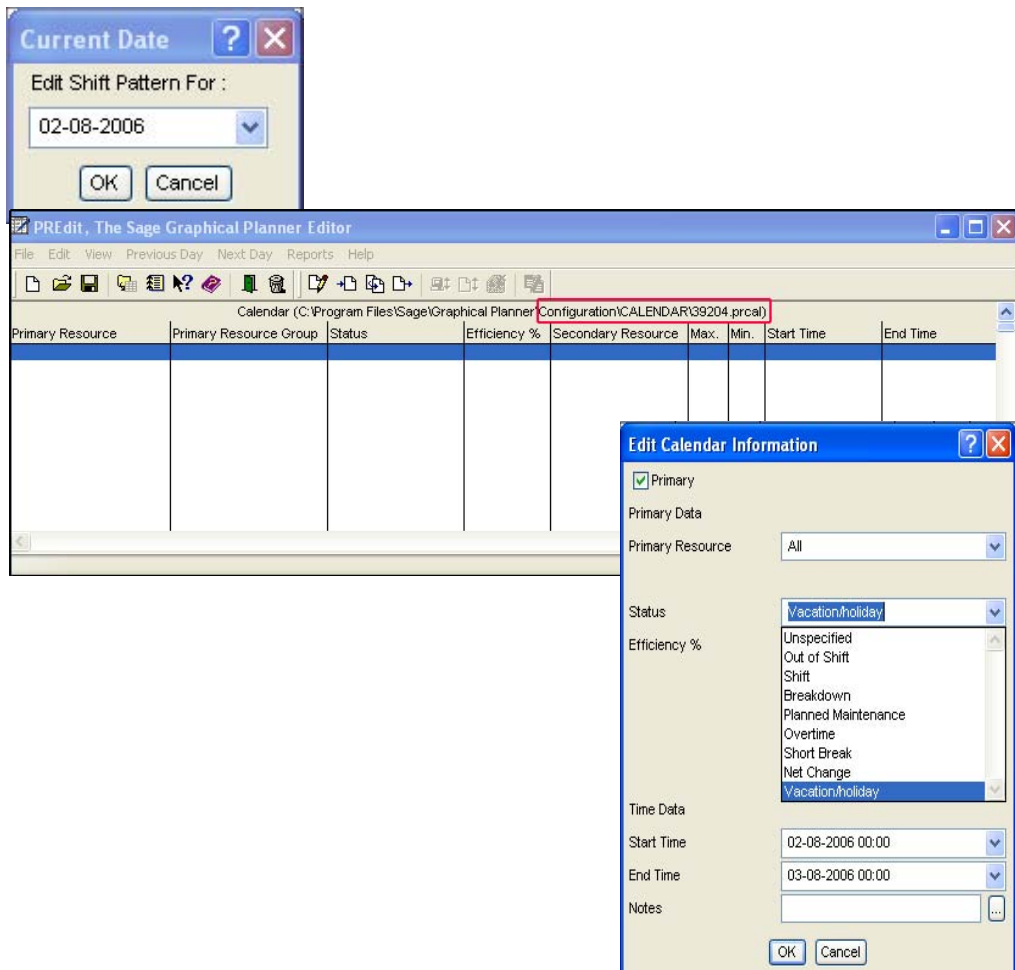 Current Date
Edit Shift Pattern For :
02-08-2006
OK Cancel
PREdit, The Sage Graphical Planner Editor
File Edit View Previous Day Next Day Reports Help
Calendar (C:\Program Files\Sage\Graphical Planner\Configuration\CALENDAR\39204.prcal)
Primary Resource Primary Resource Group Status Efficiency % Secondary Resource Max. Min. Start Time End Time
Edit Calendar Information
Primary
Primary Data
Primary Resource All
Status Vacation/holiday
Efficiency % Unspecified
Out of Shift
Shift
Breakdown
Planned Maintenance
Overtime
Short Break
Net Change
Vacation/holiday
Time Data
Start Time 02-08-2006 00:00
End Time 03-08-2006 00:00
Notes ...
OK Cancel